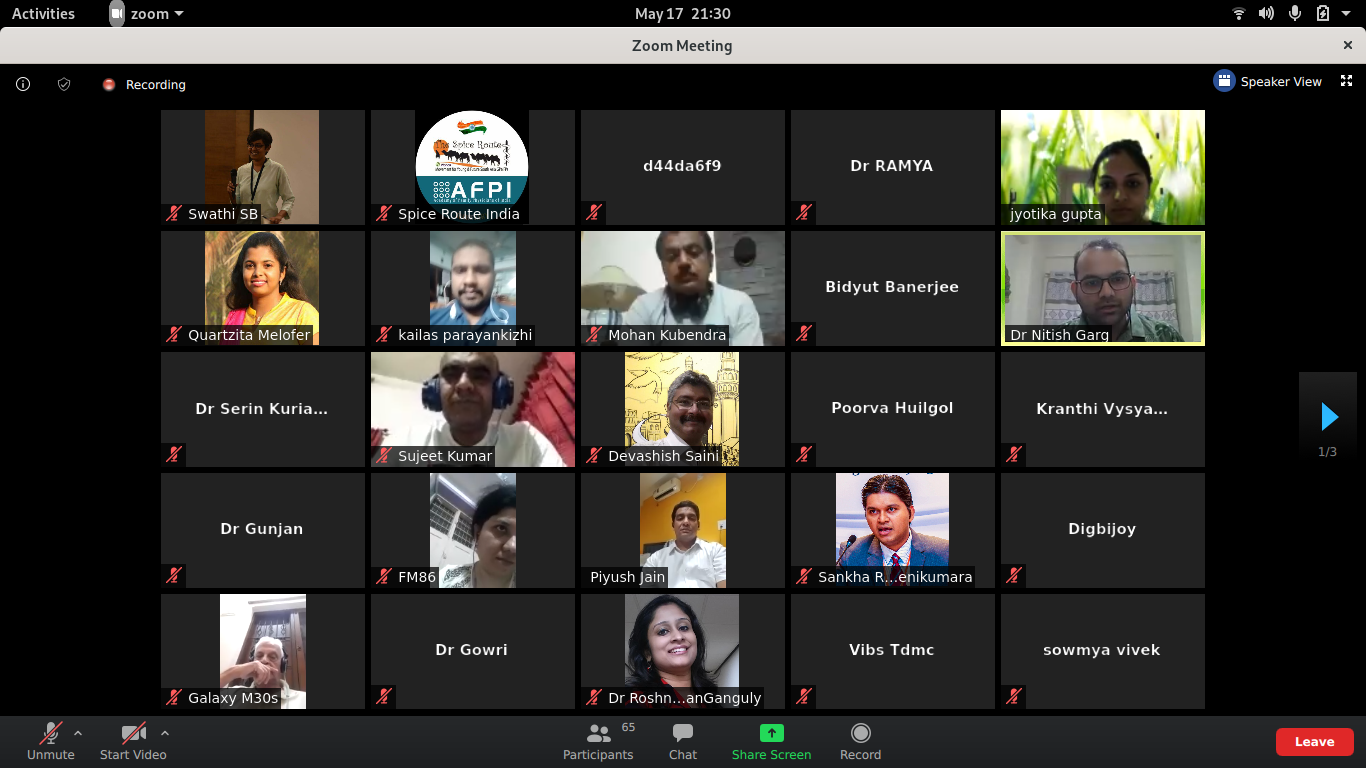 Activities
zoom
May 17 21:30
Zoom Meeting
Recording
Speaker View
Swathi SB
The Spice Route
AFPI
Spice Route India
d44da6f9
Dr RAMYA
jyotika gupta
Quartzita Melofer
kailas parayankizhi
Mohan Kubendra
Bidyut Banerjee
Dr Nitish Garg
Dr Serin Kuria...
Sujeet Kumar
Devashish Saini
Poorva Huilgol
Kranthi Vysya...
1/3
Dr Gunjan
FM86
Piyush Jain
Sankha R...enikumara
Digbijoy
Galaxy M30s
Dr Gowri
Dr Roshn...anGanguly
Vibs Tdmc
sowmya vivek
Unmute
Start Video
Participants
65
Chat
Share Screen
Record
Leave